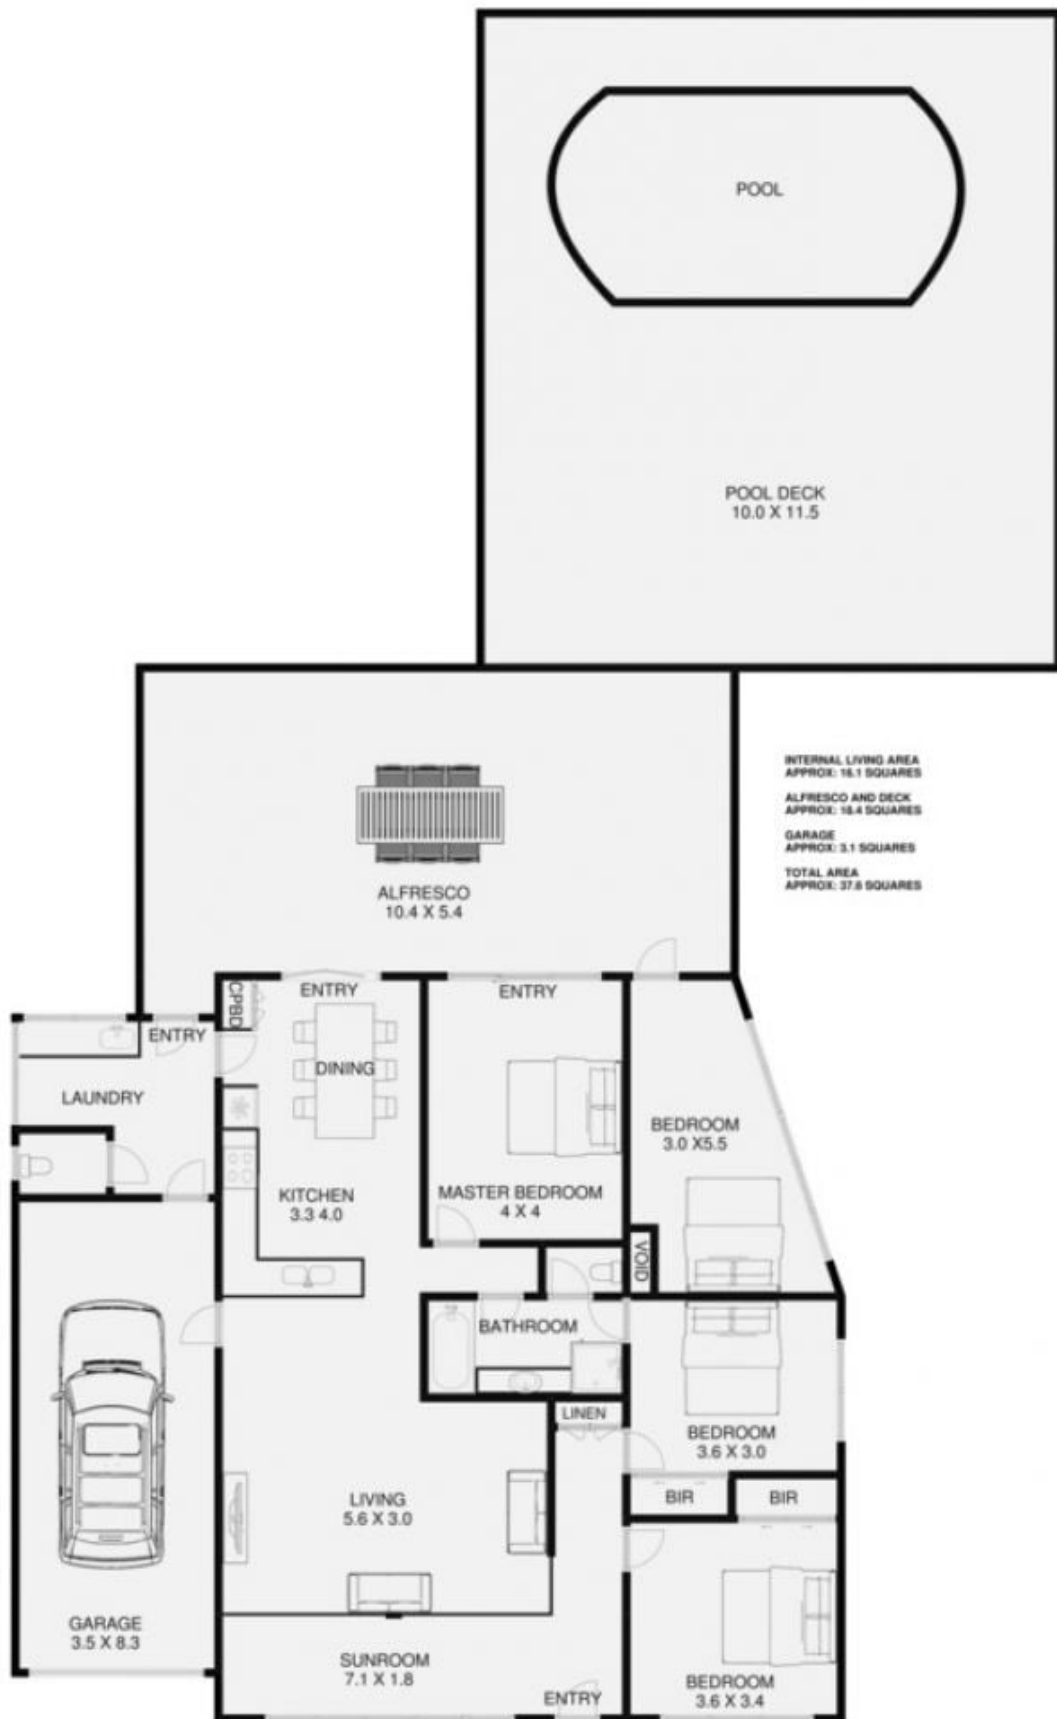 POOL
POOL DECK
10.0 X 11.5
INTERNAL LIVING AREA
APPROX: 16.1 SQUARES
ALFRESCO AND DECK
APPROX: 18.4 SQUARES
GARAGE
APPROX: 3.1 SQUARES
TOTAL AREA
APPROX: 37.6 SQUARES
ALFRESCO
10.4 X 5.4
CPBD
ENTRY
ENTRY
ENTRY
DINING
LAUNDRY
BEDROOM
3.0 X5.5
KITCHEN
3.3 4.0
MASTER BEDROOM
4 X 4
VOID
BATHROOM
LINEN
BEDROOM
3.6 X 3.0
BIR
BIR
LIVING
5.6 X 3.0
GARAGE
3.5 X 8.3
SUNROOM
7.1 X 1.8
ENTRY
BEDROOM
3.6 X 3.4